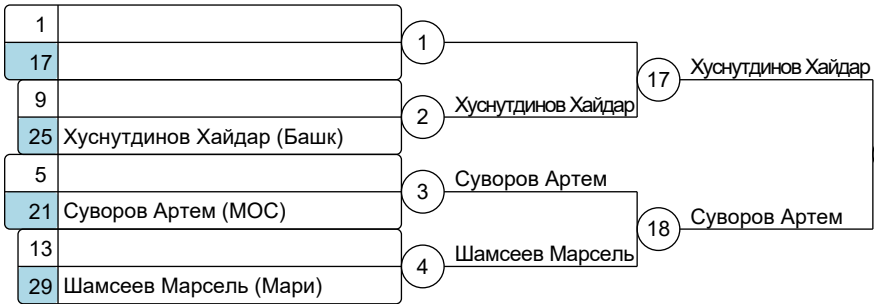 1
17
1
9
25 Хуснутдинов Хайдар (Башк)
2
Хуснутдинов Хайдар
17
Хуснутдинов Хайдар
5
21 Суворов Артем (МОС)
3
Суворов Артем
13
29 Шамсеев Марсель (Мари)
4
Шамсеев Марсель
18
Суворов Артем